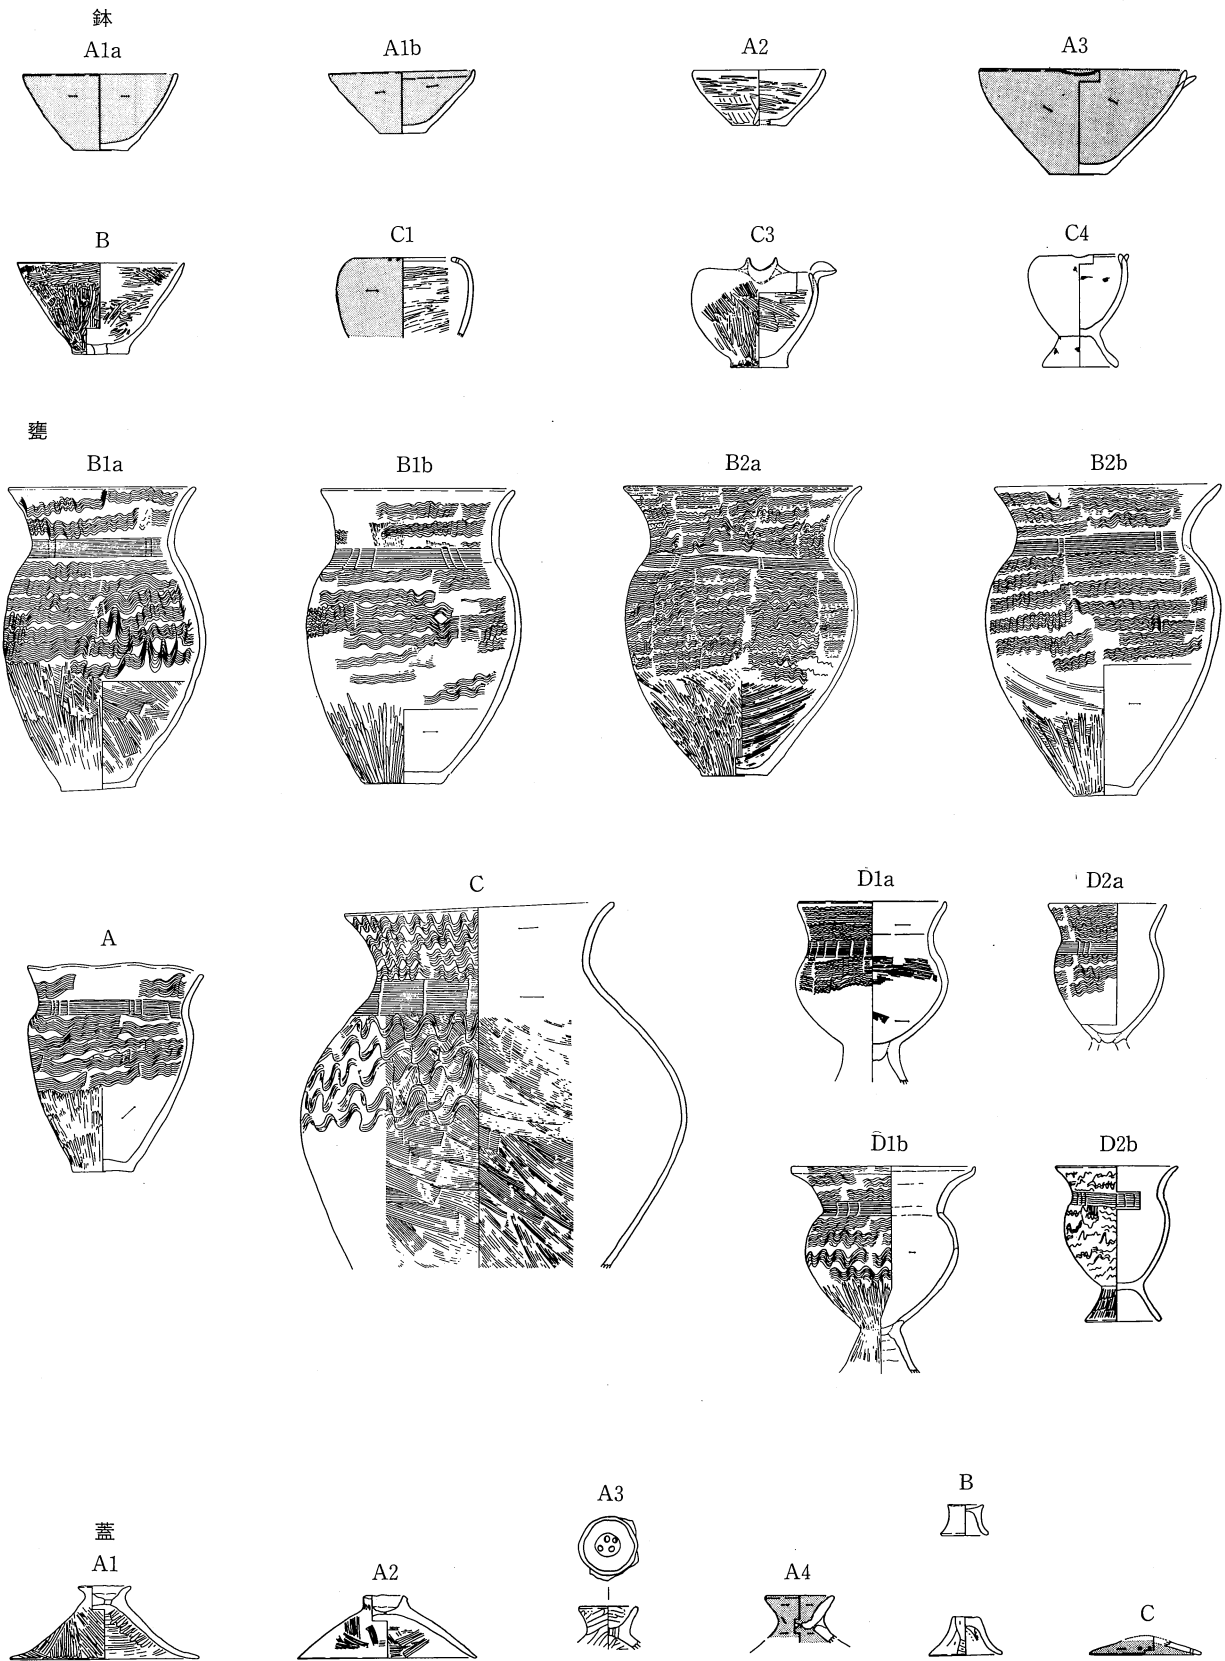 鉢
A1a A1b A2 A3
B C1 C3 C4
甕
B1a B1b B2a B2b
A C D1a D2a
D1b D2b
蓋
A1 A2 A3 A4 B C